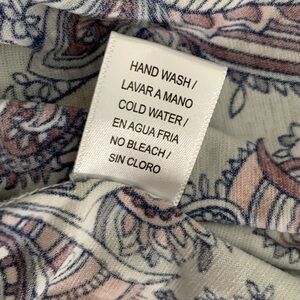 HAND WASH/
LAVAR A MANO
COLD WATER/
EN AGUA FRIA
NO BLEACH/
SIN CLORO